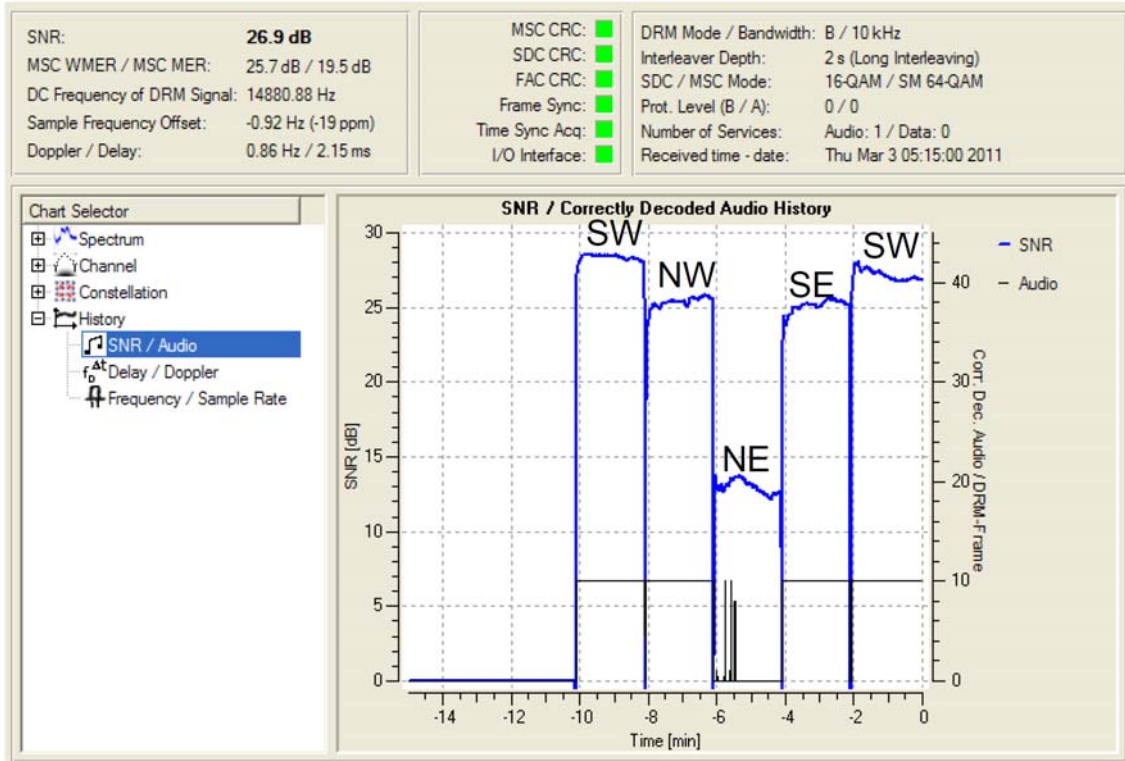 SNR: 26.9 dB
MSC WMER / MSC MER: 25.7 dB / 19.5 dB
DC Frequency of DRM Signal: 14880.88 Hz
Sample Frequency Offset: -0.92 Hz (-19 ppm)
Doppler / Delay: 0.86 Hz / 2.15 ms
MSC CRC:
SDC CRC:
FAC CRC:
Frame Sync:
Time Sync Acq:
I/O Interface:
DRM Mode / Bandwidth: B / 10 kHz
Interleaver Depth: 2 s (Long Interleaving)
SDC / MSC Mode: 16-QAM / SM 64-QAM
Prot. Level (B / A): 0 / 0
Number of Services: Audio: 1 / Data: 0
Received time - date: Thu Mar 3 05:15:00 2011
Chart Selector
Spectrum
Channel
Constellation
History
SNR / Audio
fD Δt Delay / Doppler
Frequency / Sample Rate
SNR / Correctly Decoded Audio History
SW
NW
NE
SE
SW
SNR
Audio
30
25
20
15
10
5
0
SNR [dB]
40
30
20
10
0
Corr. Dec. Audio / DRM-Frame
-14 -12 -10 -8 -6 -4 -2 0
Time [min]